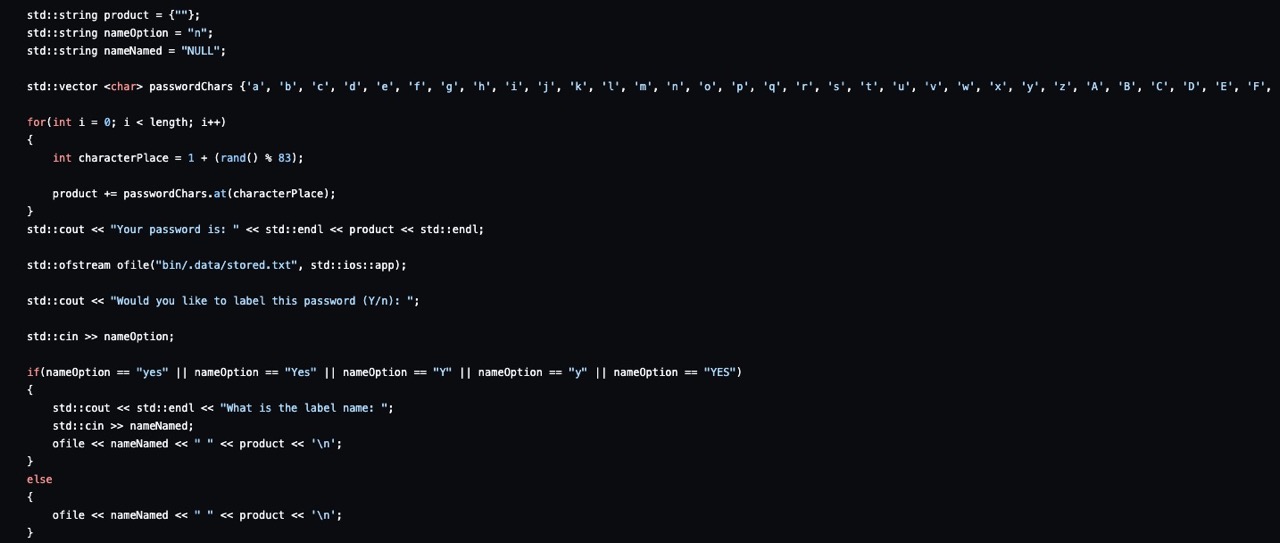 std::string product = {""};
std::string nameOption = "n";
std::string nameNamed = "NULL";
std::vector <char> passwordChars {'a', 'b', 'c', 'd', 'e', 'f', 'g', 'h', 'i', 'j', 'k', 'l', 'm', 'n', 'o', 'p', 'q', 'r', 's', 't', 'u', 'v', 'w', 'x', 'y', 'z', 'A', 'B', 'C', 'D', 'E', 'F',
for(int i = 0; i < length; i++)
{
    int characterPlace = 1 + (rand() % 83);
    product += passwordChars.at(characterPlace);
}
std::cout << "Your password is: " << std::endl << product << std::endl;
std::ofstream ofile("bin/.data/stored.txt", std::ios::app);
std::cout << "Would you like to label this password (Y/n): ";
std::cin >> nameOption;
if(nameOption == "yes" || nameOption == "Yes" || nameOption == "Y" || nameOption == "y" || nameOption == "YES")
{
    std::cout << std::endl << "What is the label name: ";
    std::cin >> nameNamed;
    ofile << nameNamed << " " << product << '\n';
}
else
{
    ofile << nameNamed << " " << product << '\n';
}